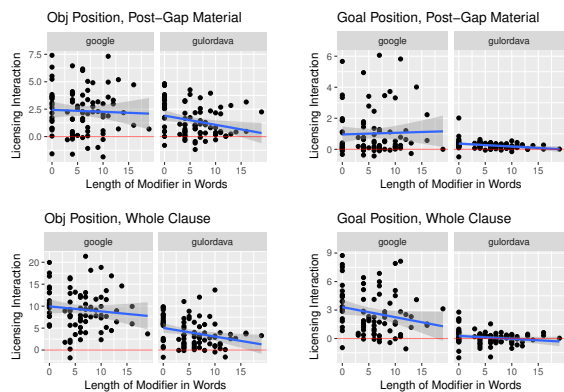 Obj Position, Post-Gap Material
google gulordava
Licensing Interaction
7.5
5.0
2.5
0.0
0 5 10 15 0 5 10 15
Length of Modifier in Words
Goal Position, Post-Gap Material
google gulordava
Licensing Interaction
6
4
2
0
0 5 10 15 0 5 10 15
Length of Modifier in Words
Obj Position, Whole Clause
google gulordava
Licensing Interaction
20
15
10
5
0
0 5 10 15 0 5 10 15
Length of Modifier in Words
Goal Position, Whole Clause
google gulordava
Licensing Interaction
9
6
3
0
0 5 10 15 0 5 10 15
Length of Modifier in Words